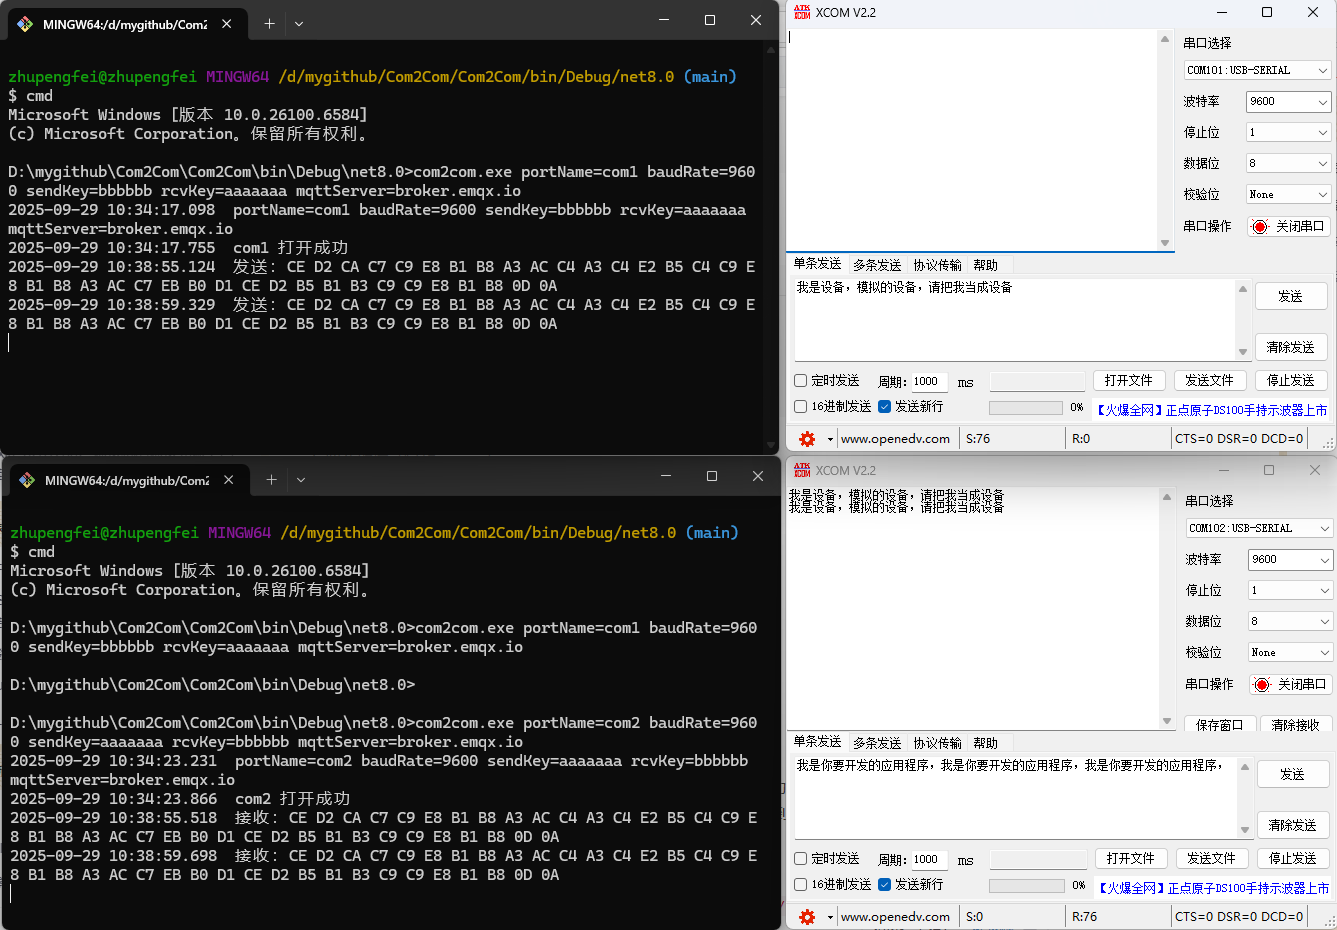 MINGW64:/d/mygithub/Com2
zhupengfei@zhupengfei MINGW64 /d/mygithub/Com2Com/Com2Com/bin/Debug/net8.0 (main)
$ cmd
Microsoft Windows [版本 10.0.26100.6584]
(c) Microsoft Corporation。保留所有权利。
D:\mygithub\Com2Com\Com2Com\bin\Debug\net8.0>com2com.exe portName=com1 baudRate=960
0 sendKey=bbbbbb rcvKey=aaaaaaa mqttServer=broker.emqx.io
2025-09-29 10:34:17.098  portName=com1 baudRate=9600 sendKey=bbbbbb rcvKey=aaaaaaa
mqttServer=broker.emqx.io
2025-09-29 10:34:17.755  com1 打开成功
2025-09-29 10:38:55.124  发送: CE D2 CA C7 C9 E8 B1 B8 A3 AC C4 A3 C4 E2 B5 C4 C9 E
8 B1 B8 A3 AC C7 EB B0 D1 CE D2 B5 B1 B3 C9 C9 E8 B1 B8 0D 0A
2025-09-29 10:38:59.329  发送: CE D2 CA C7 C9 E8 B1 B8 A3 AC C4 A3 C4 E2 B5 C4 C9 E
8 B1 B8 A3 AC C7 EB B0 D1 CE D2 B5 B1 B3 C9 C9 E8 B1 B8 0D 0A
ATK XCOM XCOM V2.2
串口选择
COM101:USB-SERIAL
波特率 9600
停止位 1
数据位 8
校验位 None
串口操作 关闭串口
单条发送 多条发送 协议传输 帮助
我是设备，模拟的设备，请把我当成设备
发送
清除发送
定时发送 周期: 1000 ms 打开文件 发送文件 停止发送
16进制发送 发送新行 0% 【火爆全网】正点原子DS100手持示波器上市
www.openedv.com S:76 R:0 CTS=0 DSR=0 DCD=0
MINGW64:/d/mygithub/Com2
zhupengfei@zhupengfei MINGW64 /d/mygithub/Com2Com/Com2Com/bin/Debug/net8.0 (main)
$ cmd
Microsoft Windows [版本 10.0.26100.6584]
(c) Microsoft Corporation。保留所有权利。
D:\mygithub\Com2Com\Com2Com\bin\Debug\net8.0>com2com.exe portName=com1 baudRate=960
0 sendKey=bbbbbb rcvKey=aaaaaaa mqttServer=broker.emqx.io
D:\mygithub\Com2Com\Com2Com\bin\Debug\net8.0>
D:\mygithub\Com2Com\Com2Com\bin\Debug\net8.0>com2com.exe portName=com2 baudRate=960
0 sendKey=aaaaaaa rcvKey=bbbbbb mqttServer=broker.emqx.io
2025-09-29 10:34:23.231  portName=com2 baudRate=9600 sendKey=aaaaaaa rcvKey=bbbbbb
mqttServer=broker.emqx.io
2025-09-29 10:34:23.866  com2 打开成功
2025-09-29 10:38:55.518  接收: CE D2 CA C7 C9 E8 B1 B8 A3 AC C4 A3 C4 E2 B5 C4 C9 E
8 B1 B8 A3 AC C7 EB B0 D1 CE D2 B5 B1 B3 C9 C9 E8 B1 B8 0D 0A
2025-09-29 10:38:59.698  接收: CE D2 CA C7 C9 E8 B1 B8 A3 AC C4 A3 C4 E2 B5 C4 C9 E
8 B1 B8 A3 AC C7 EB B0 D1 CE D2 B5 B1 B3 C9 C9 E8 B1 B8 0D 0A
ATK XCOM XCOM V2.2
我是设备，模拟的设备，请把我当成设备
我是设备，模拟的设备，请把我当成设备
串口选择
COM102:USB-SERIAL
波特率 9600
停止位 1
数据位 8
校验位 None
串口操作 关闭串口
保存窗口 清除接收
单条发送 多条发送 协议传输 帮助
我是你要开发的应用程序，我是你要开发的应用程序，我是你要开发的应用程序，
发送
清除发送
定时发送 周期: 1000 ms 打开文件 发送文件 停止发送
16进制发送 发送新行 0% 【火爆全网】正点原子DS100手持示波器上市
www.openedv.com S:0 R:76 CTS=0 DSR=0 DCD=0